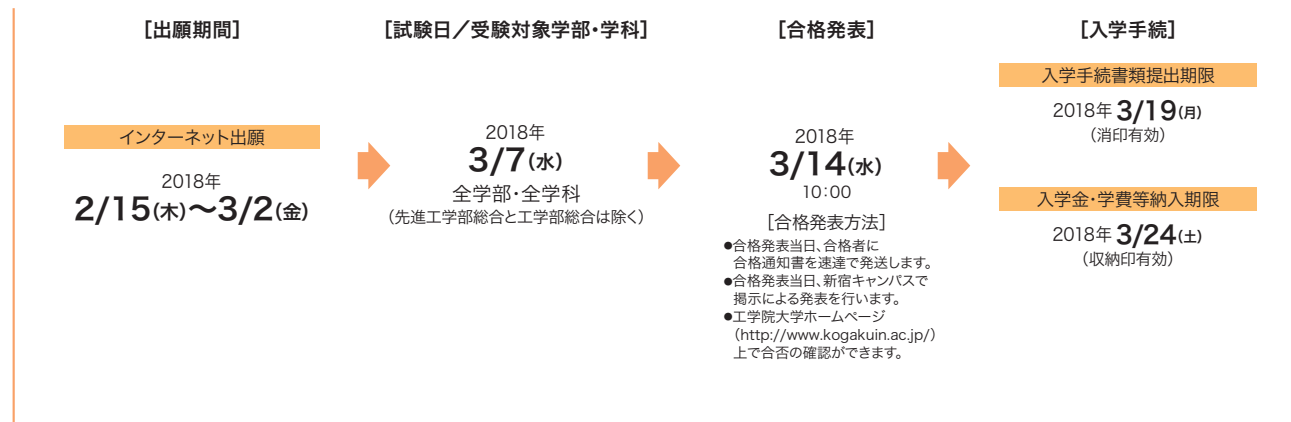 ［出願期間］
インターネット出願
2018年
2/15(木)〜3/2(金)
［試験日／受験対象学部・学科］
2018年
3/7(水)
全学部・全学科
（先進工学部総合と工学部総合は除く）
［合格発表］
2018年
3/14(水)
10：00
［合格発表方法］
●合格発表当日、合格者に
合格通知書を速達で発送します。
●合格発表当日、新宿キャンパスで
掲示による発表を行います。
●工学院大学ホームページ
（http://www.kogakuin.ac.jp/）
上で合否の確認ができます。
［入学手続］
入学手続書類提出期限
2018年 3/19(月)
（消印有効）
入学金・学費等納入期限
2018年 3/24(土)
（収納印有効）